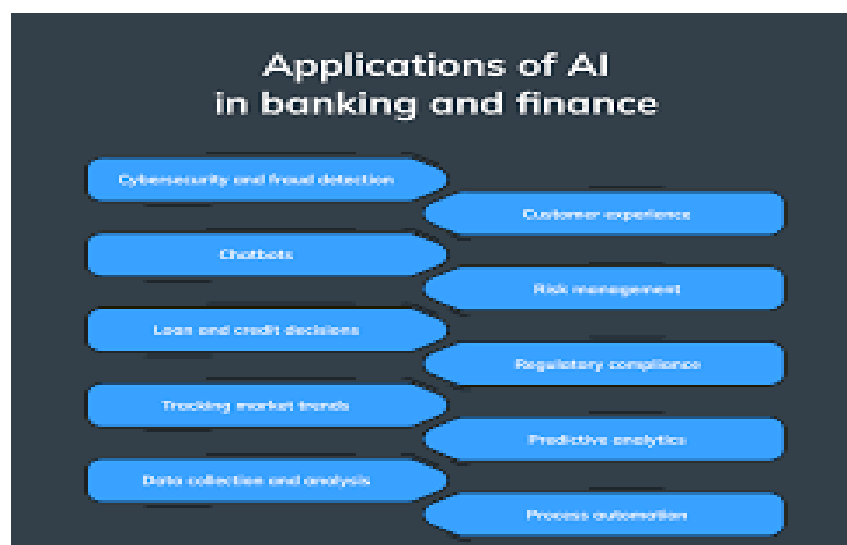 Applications of AI
in banking and finance
Cybersecurity and fraud detection
Customer experience
Chatbots
Risk management
Loan and credit decisions
Regulatory compliance
Tracking market trends
Predictive analytics
Data collection and analysis
Process automation